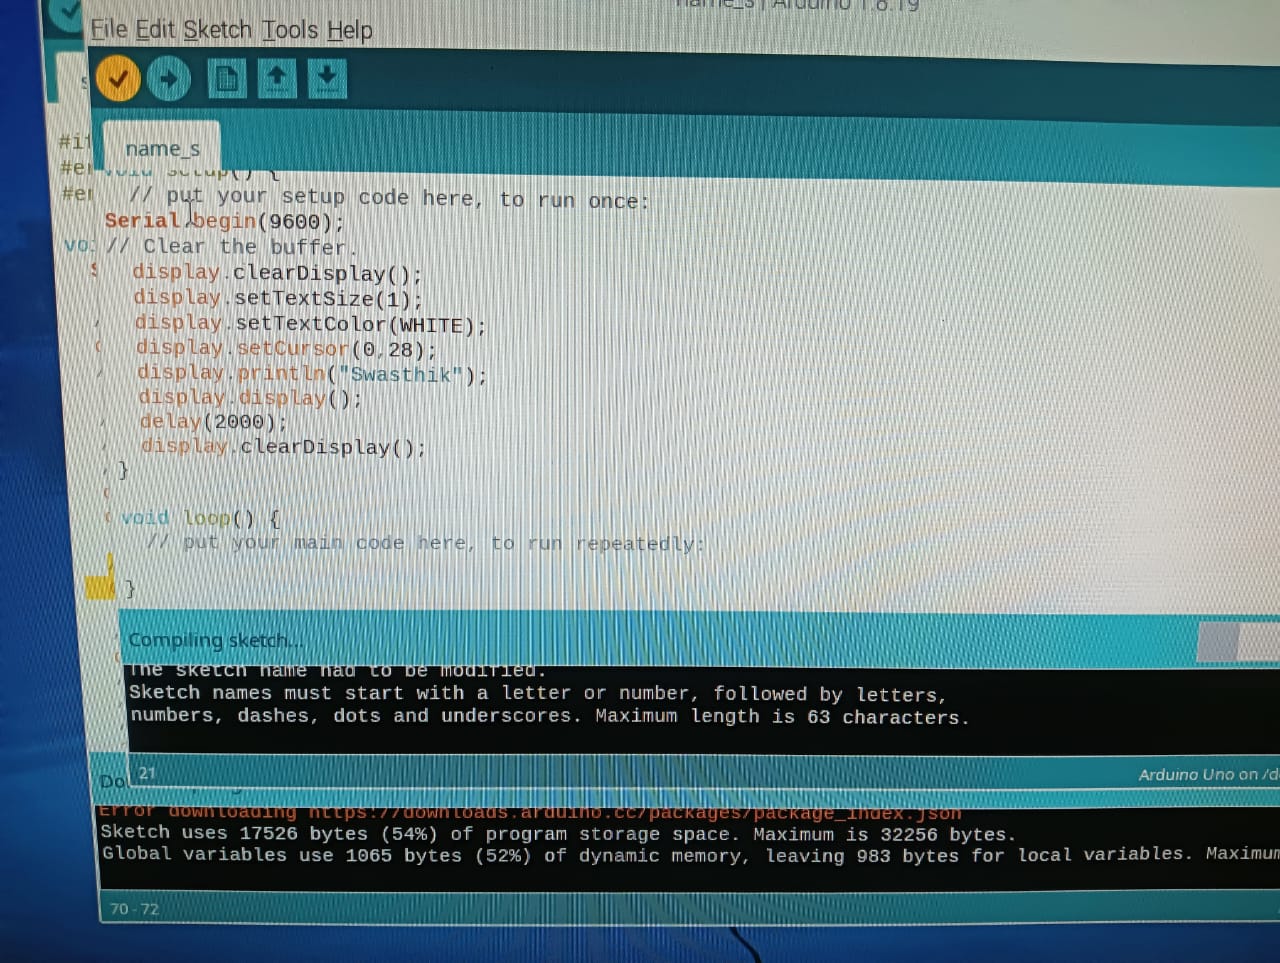 name_s | Arduino 1.8.19
File Edit Sketch Tools Help
name_s
void setup() {
// put your setup code here, to run once:
Serial.begin(9600);
// Clear the buffer.
display.clearDisplay();
display.setTextSize(1);
display.setTextColor(WHITE);
display.setCursor(0,28);
display.println("Swasthik");
display.display();
delay(2000);
display.clearDisplay();
}
void loop() {
// put your main code here, to run repeatedly:
}
Compiling sketch...
The sketch name had to be modified.
Sketch names must start with a letter or number, followed by letters,
numbers, dashes, dots and underscores. Maximum length is 63 characters.
21
Arduino Uno on /d
Error downloading https://downloads.arduino.cc/packages/package_index.json
Sketch uses 17526 bytes (54%) of program storage space. Maximum is 32256 bytes.
Global variables use 1065 bytes (52%) of dynamic memory, leaving 983 bytes for local variables. Maximum
70 - 72